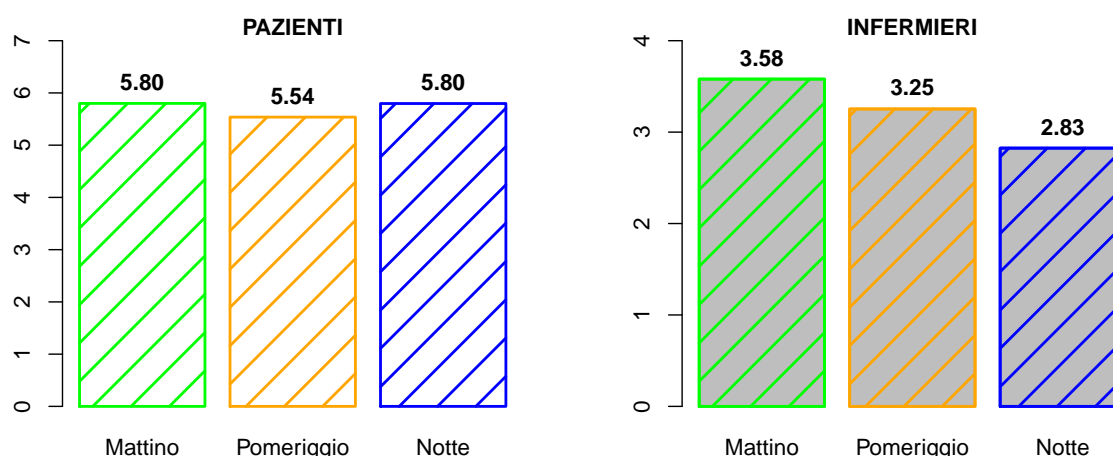 PAZIENTI
7
6
5
4
3
2
1
0
5.80
5.54
5.80
Mattino
Pomeriggio
Notte
INFERMIERI
4
3
2
1
0
3.58
3.25
2.83
Mattino
Pomeriggio
Notte